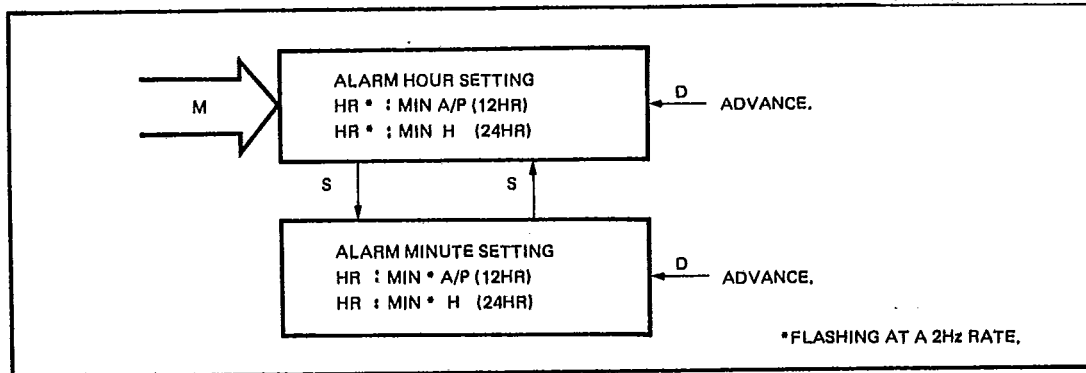 ALARM HOUR SETTING
HR * : MIN A/P (12HR)
HR * : MIN H (24HR)
M
D
ADVANCE.
S
S
ALARM MINUTE SETTING
HR : MIN * A/P (12HR)
HR : MIN * H (24HR)
D
ADVANCE.
*FLASHING AT A 2Hz RATE.